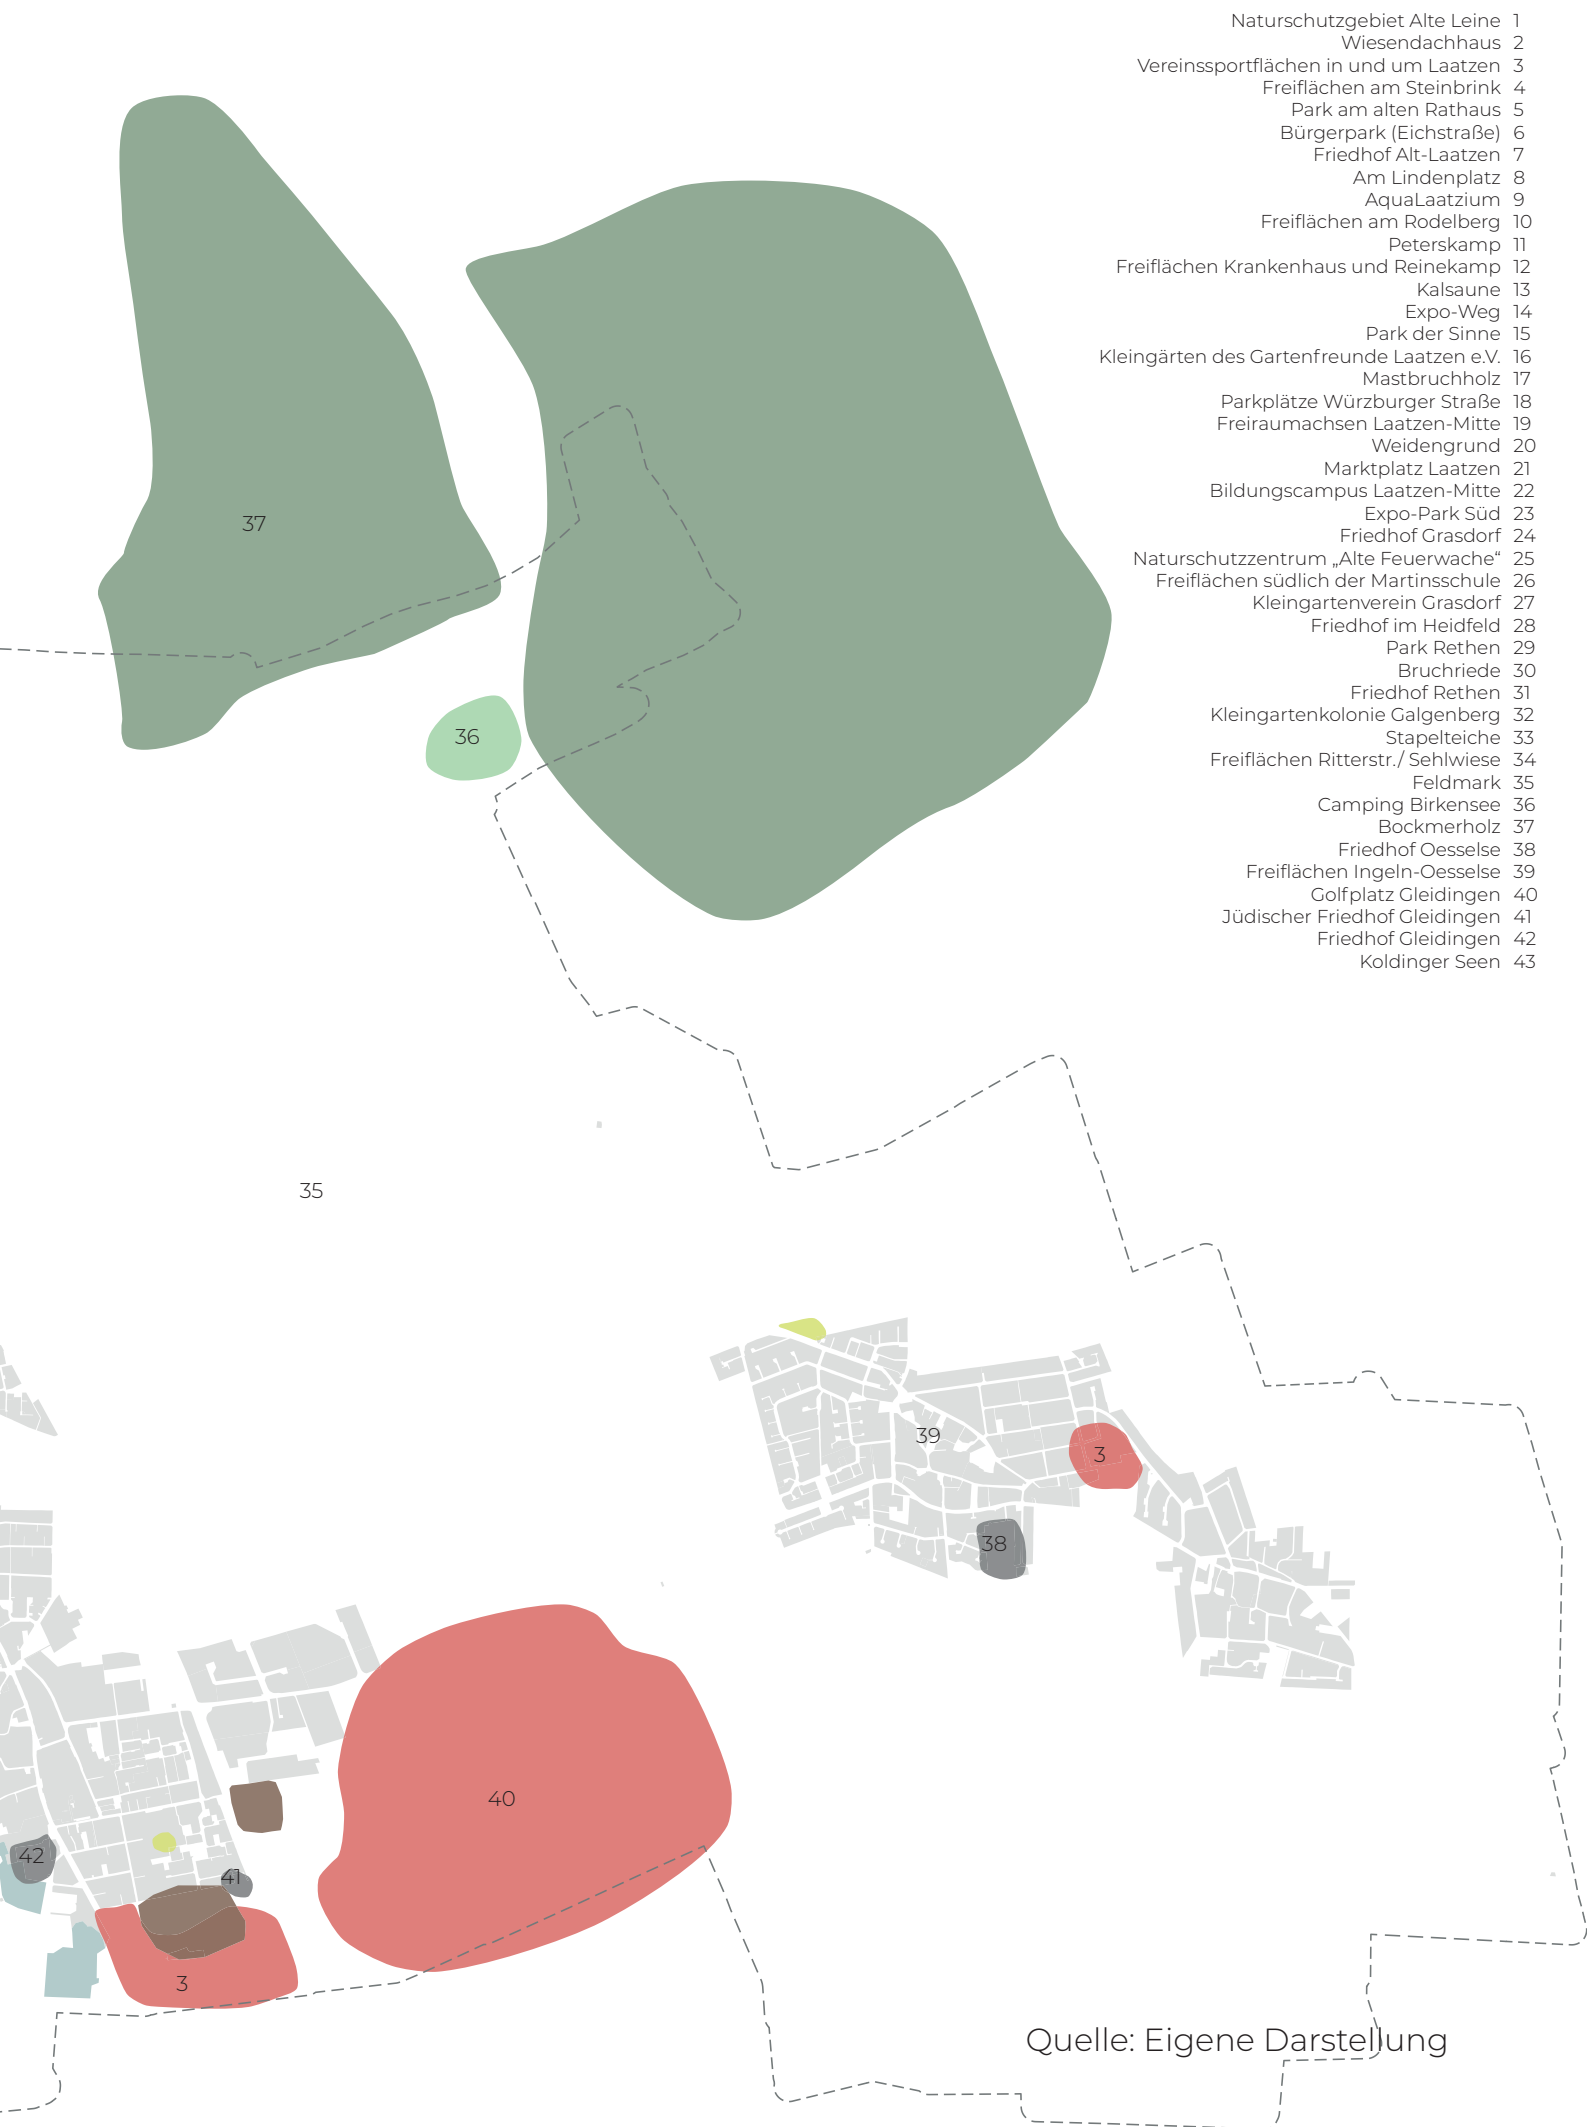 Naturschutzgebiet Alte Leine 1
Wiesendachhaus 2
Vereinssportflächen in und um Laatzen 3
Freiflächen am Steinbrink 4
Park am alten Rathaus 5
Bürgerpark (Eichstraße) 6
Friedhof Alt-Laatzen 7
Am Lindenplatz 8
AquaLaatzium 9
Freiflächen am Rodelberg 10
Peterskamp 11
Freiflächen Krankenhaus und Reinekamp 12
Kalsaune 13
Expo-Weg 14
Park der Sinne 15
Kleingärten des Gartenfreunde Laatzen e.V. 16
Mastbruchholz 17
Parkplätze Würzburger Straße 18
Freiraumachsen Laatzen-Mitte 19
Weidengrund 20
Marktplatz Laatzen 21
Bildungscampus Laatzen-Mitte 22
Expo-Park Süd 23
Friedhof Grasdorf 24
Naturschutzzentrum „Alte Feuerwache“ 25
Freiflächen südlich der Martinsschule 26
Kleingartenverein Grasdorf 27
Friedhof im Heidfeld 28
Park Rethen 29
Bruchriede 30
Friedhof Rethen 31
Kleingartenkolonie Galgenberg 32
Stapelteiche 33
Freiflächen Ritterstr./ Sehlwiese 34
Feldmark 35
Camping Birkensee 36
Bockmerholz 37
Friedhof Oesselse 38
Freiflächen Ingeln-Oesselse 39
Golfplatz Gleidingen 40
Jüdischer Friedhof Gleidingen 41
Friedhof Gleidingen 42
Koldinger Seen 43
37
36
35
39
3
38
40
42
41
3
Quelle: Eigene Darstellung